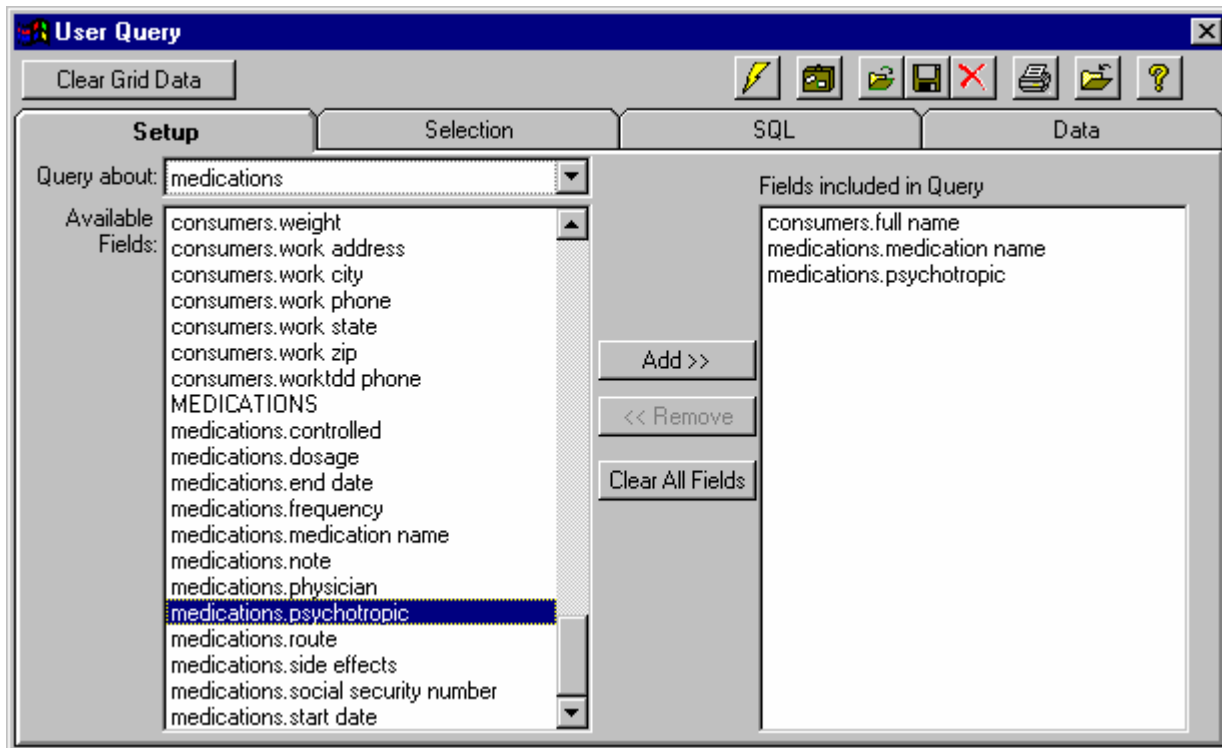 User Query
Clear Grid Data
Setup
Selection
SQL
Data
Query about:
medications
Available
Fields:
consumers.weight
consumers.work address
consumers.work city
consumers.work phone
consumers.work state
consumers.work zip
consumers.worktdd phone
MEDICATIONS
medications.controlled
medications.dosage
medications.end date
medications.frequency
medications.medication name
medications.note
medications.physician
medications.psychotropic
medications.route
medications.side effects
medications.social security number
medications.start date
Add >>
<< Remove
Clear All Fields
Fields included in Query
consumers.full name
medications.medication name
medications.psychotropic